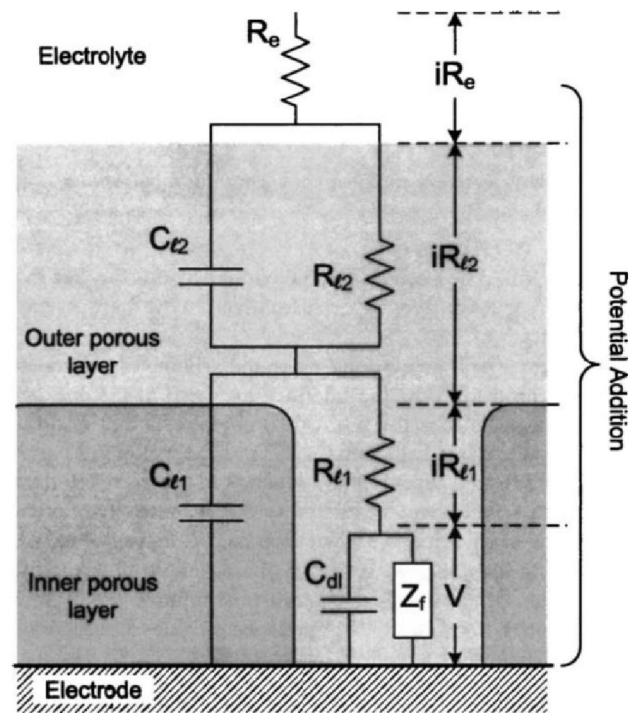 Electrolyte
Rₑ
iRₑ
Cℓ2
Rℓ2
iRℓ2
Outer porous
layer
Potential Addition
Cℓ1
Rℓ1
iRℓ1
Inner porous
layer
Cdl
Zf
V
Electrode